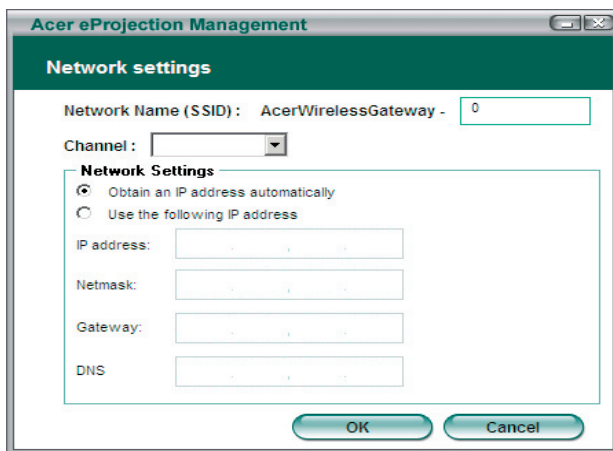 Acer eProjection Management
Network settings
Network Name (SSID) : AcerWirelessGateway - 0
Channel :
Network Settings
Obtain an IP address automatically
Use the following IP address
IP address:
Netmask:
Gateway:
DNS
OK Cancel